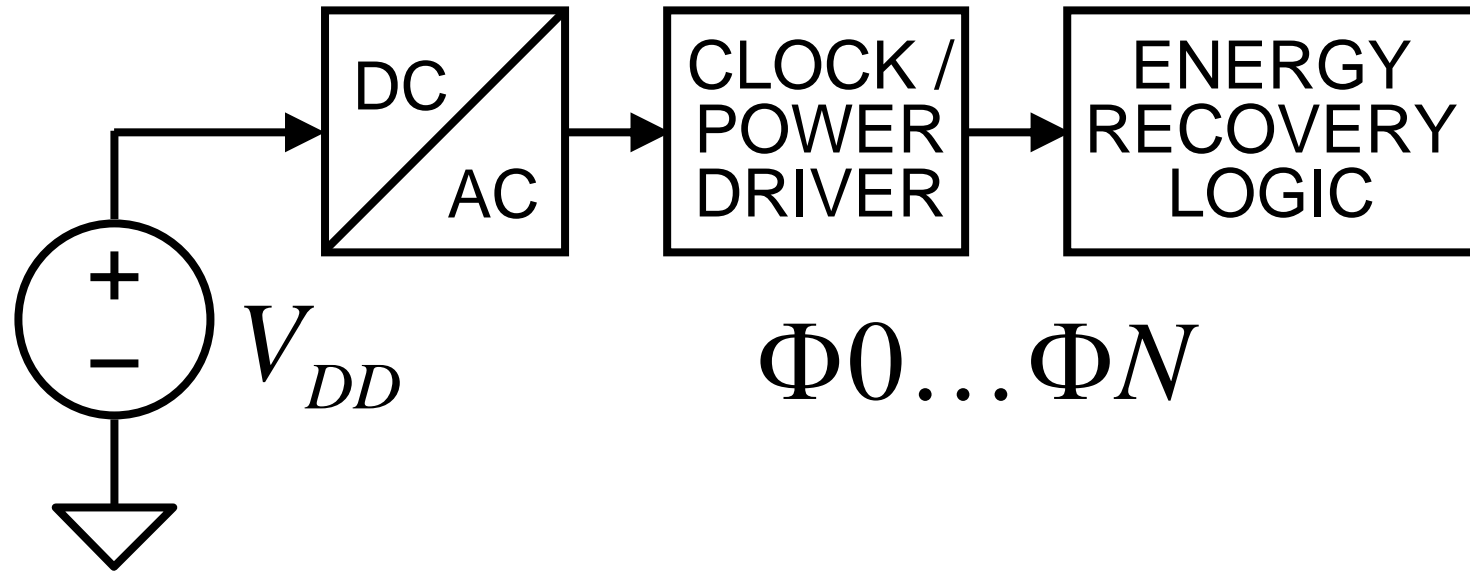 DC
AC
CLOCK /
POWER
DRIVER
ENERGY
RECOVERY
LOGIC
+
−
V_DD
Φ0...ΦN